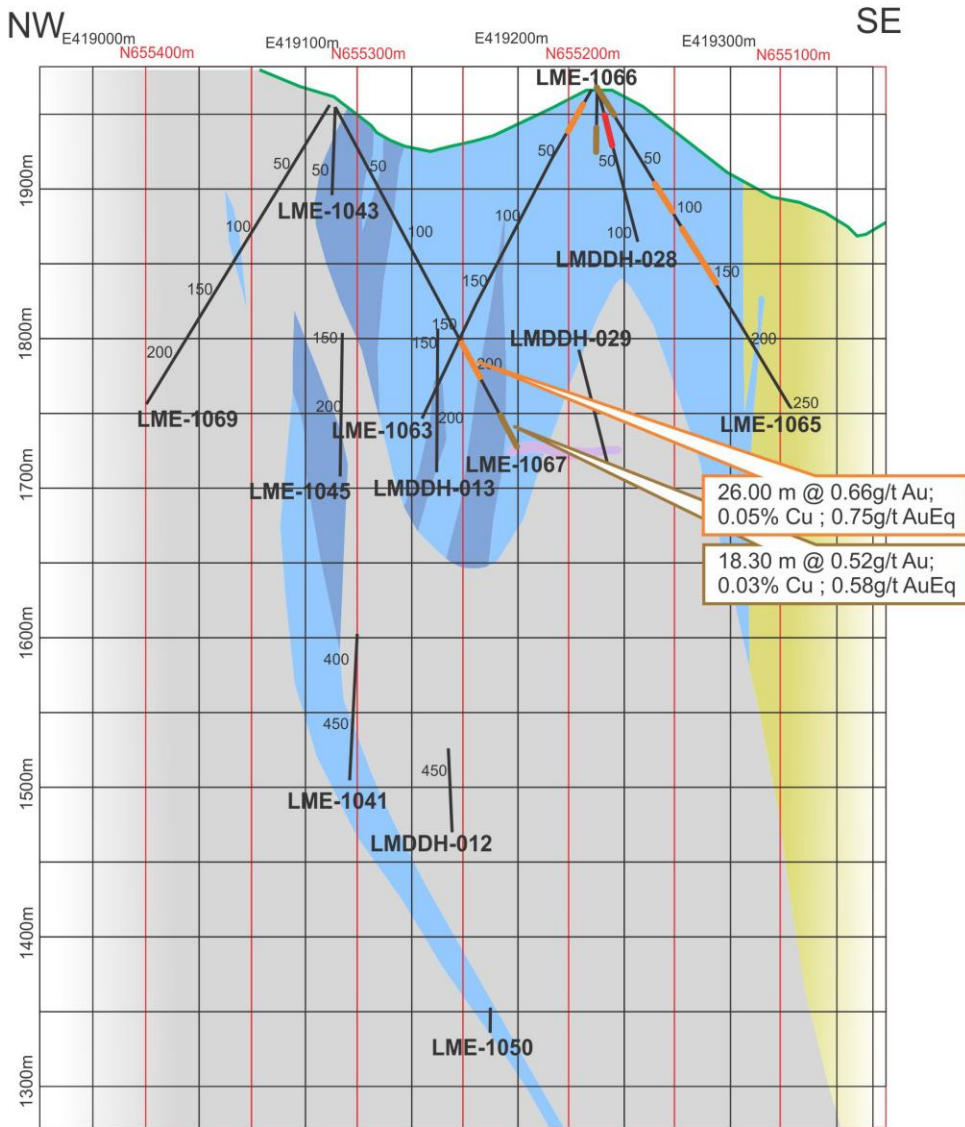 NW
SE
E419000m
E419100m
E419200m
E419300m
N655400m
N655300m
N655200m
N655100m
LME-1066
50
50
50
50
50
50
LME-1043
100
100
100
100
100
LMDDH-028
150
150
150
1900m
1800m
1700m
1600m
1500m
1400m
1300m
150
150
150
LMDDH-029
200
200
200
200
200
250
LME-1069
LME-1063
LME-1065
LME-1067
LME-1045
LMDDH-013
26.00 m @ 0.66g/t Au;
0.05% Cu ; 0.75g/t AuEq
18.30 m @ 0.52g/t Au;
0.03% Cu ; 0.58g/t AuEq
400
450
LME-1041
450
LMDDH-012
LME-1050